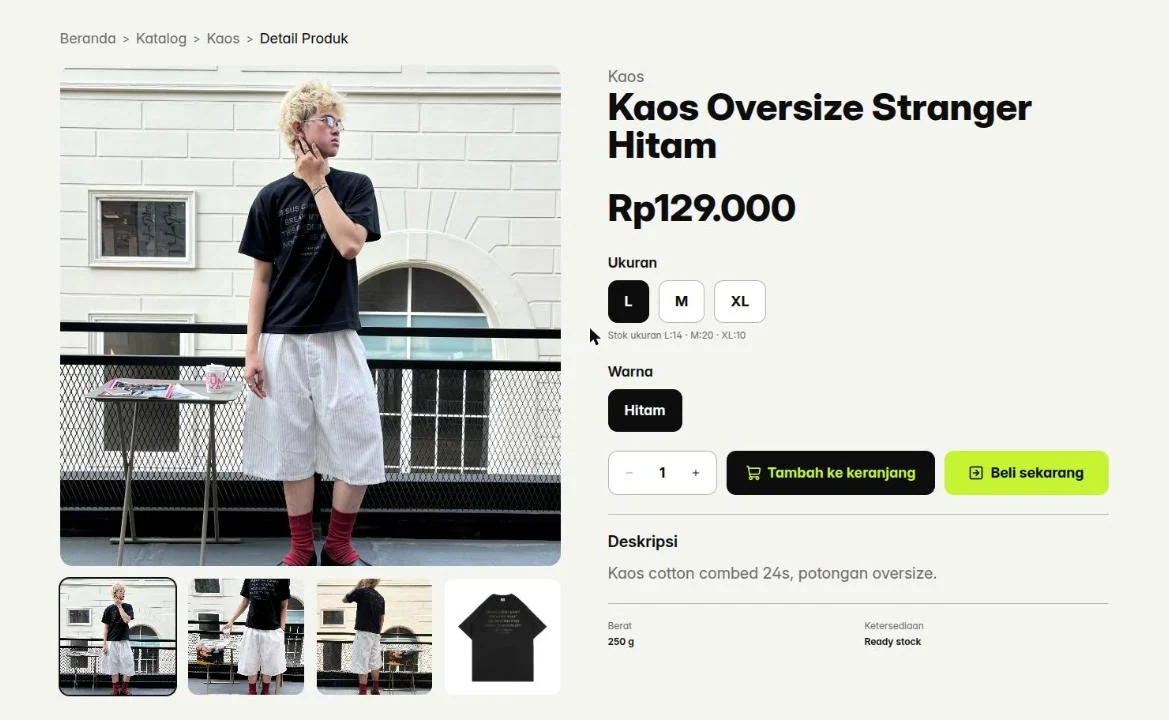 Beranda > Katalog > Kaos > Detail Produk
Kaos
Kaos Oversize Stranger
Hitam
Rp129.000
Ukuran
L M XL
Stok ukuran L:14 · M:20 · XL:10
Warna
Hitam
− 1 + Tambah ke keranjang Beli sekarang
Deskripsi
Kaos cotton combed 24s, potongan oversize.
Berat Ketersediaan
250 g Ready stock